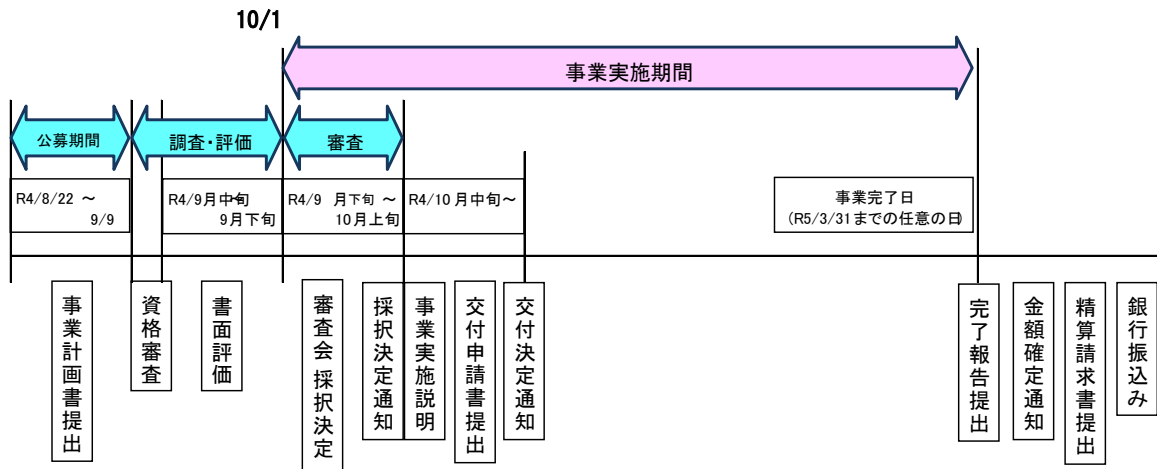 10/1
事業実施期間
公募期間
調査・評価
審査
R4/8/22 ～
9/9
R4/9月中旬～
9月下旬
R4/9 月下旬 ～
10月上旬
R4/10月中旬～
事業完了日
(R5/3/31までの任意の日)
事業計画書提出
資格審査
書面評価
審査会 採択決定
採択決定通知
事業実施説明
交付申請書提出
交付決定通知
完了報告提出
金額確定通知
精算請求書提出
銀行振込み